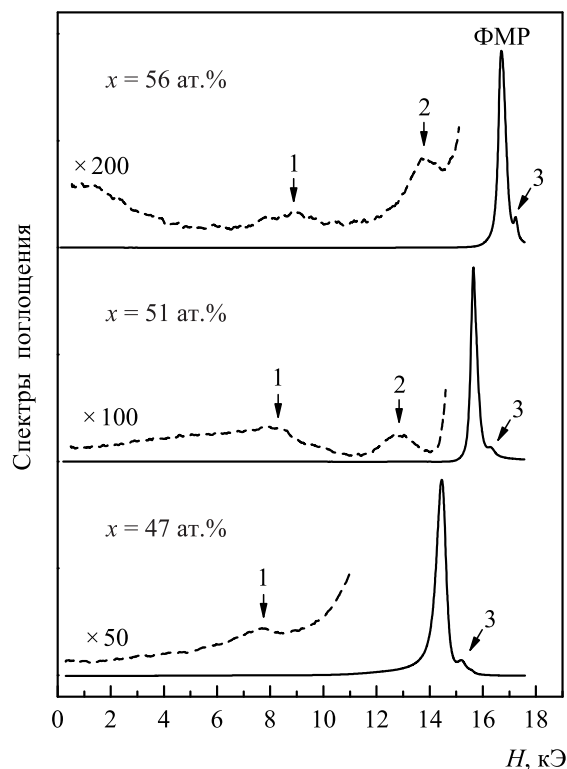 ФМР
x = 56 ат.%
2
×200
1
3
x = 51 ат.%
1
2
3
×100
x = 47 ат.%
1
3
×50
Спектры поглощения
0 2 4 6 8 10 12 14 16 18
H, кЭ